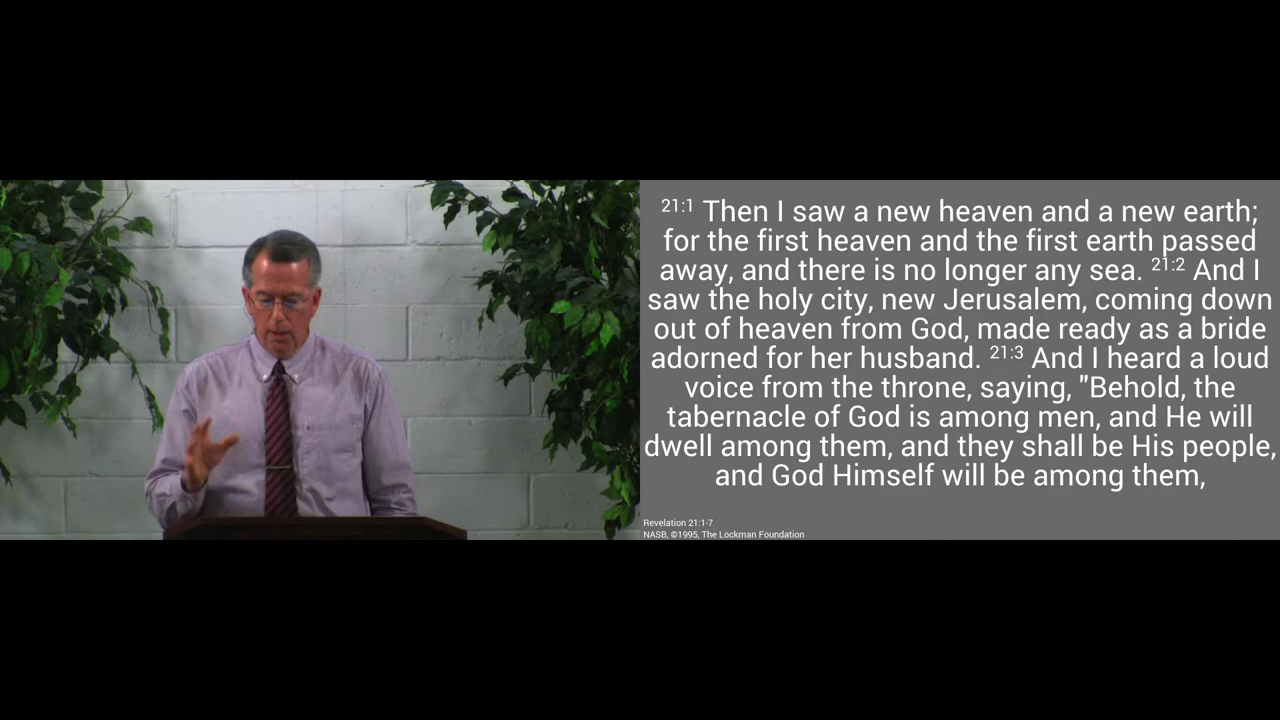 21:1 Then I saw a new heaven and a new earth;
for the first heaven and the first earth passed
away, and there is no longer any sea. 21:2 And I
saw the holy city, new Jerusalem, coming down
out of heaven from God, made ready as a bride
adorned for her husband. 21:3 And I heard a loud
voice from the throne, saying, "Behold, the
tabernacle of God is among men, and He will
dwell among them, and they shall be His people,
and God Himself will be among them,
Revelation 21:1-7
NASB, ©1995, The Lockman Foundation